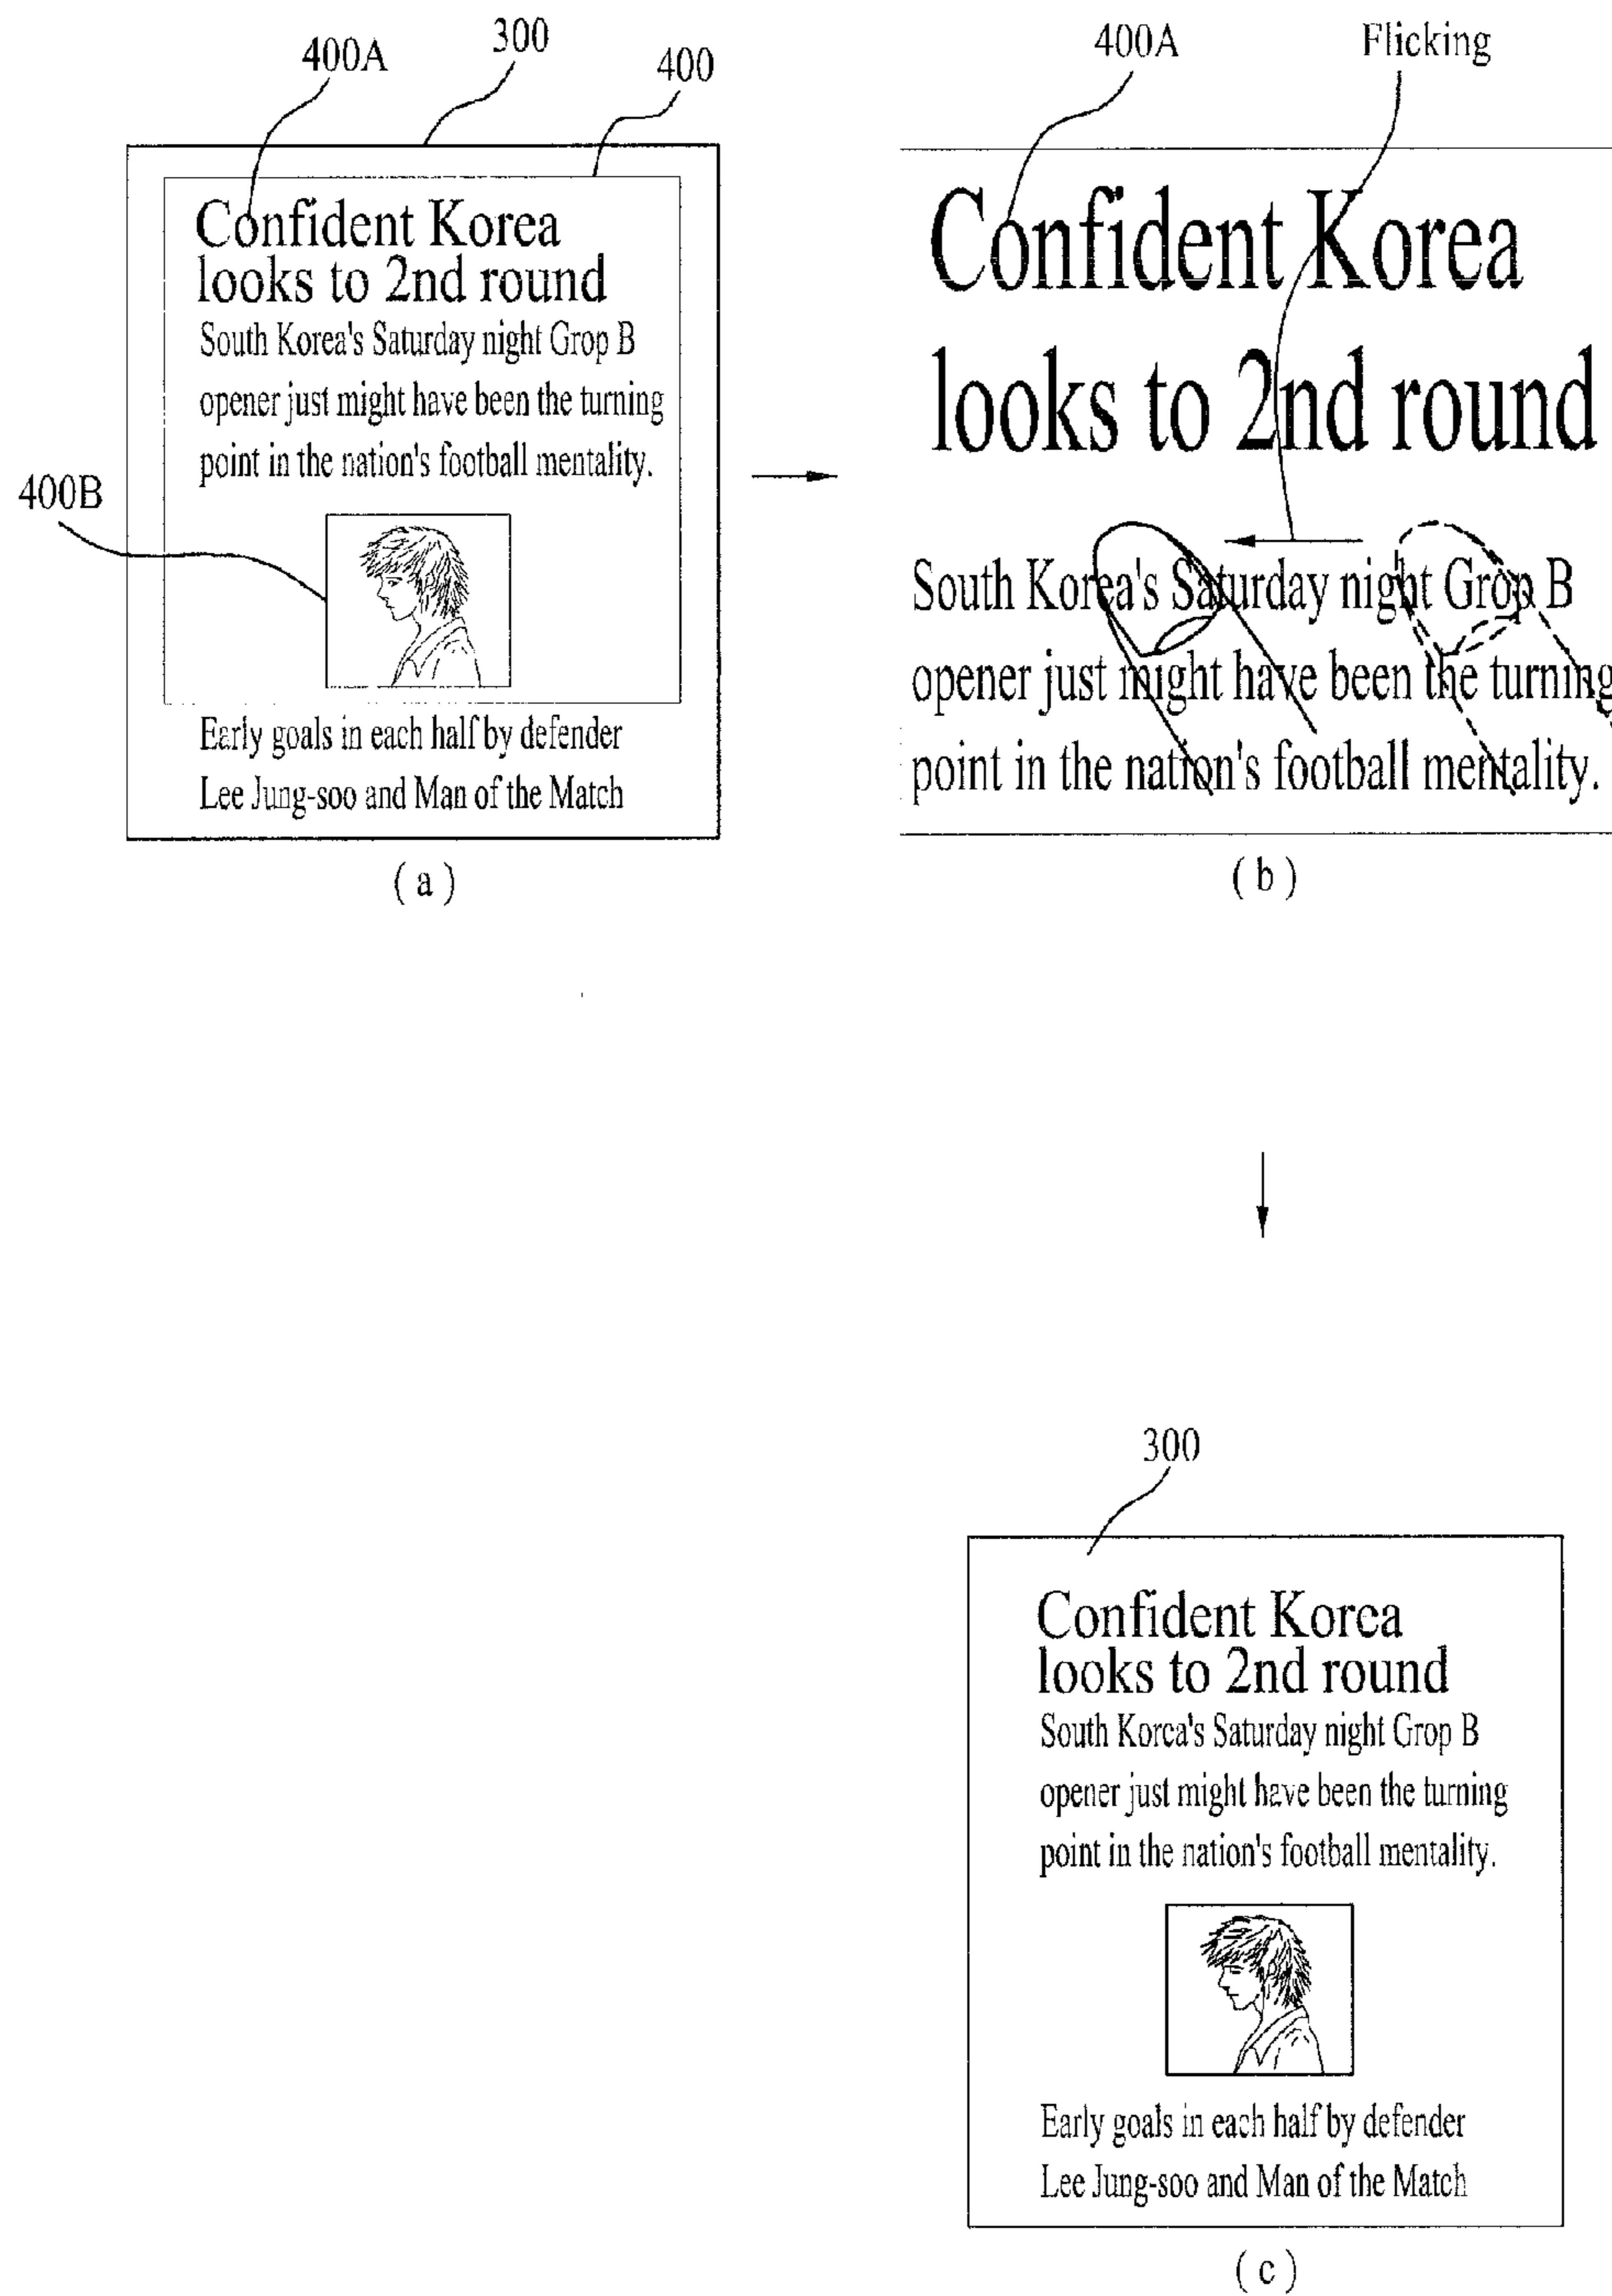 400A
300
400
Confident Korea
looks to 2nd round
South Korea's Saturday night Grop B
opener just might have been the turning
point in the nation's football mentality.
400B
Early goals in each half by defender
Lee Jung-soo and Man of the Match
(a)
400A
Flicking
Confident Korea
looks to 2nd round
South Korea's Saturday night Grop B
opener just might have been the turning
point in the nation's football mentality.
(b)
300
Confident Korea
looks to 2nd round
South Korea's Saturday night Grop B
opener just might have been the turning
point in the nation's football mentality.
Early goals in each half by defender
Lee Jung-soo and Man of the Match
(c)